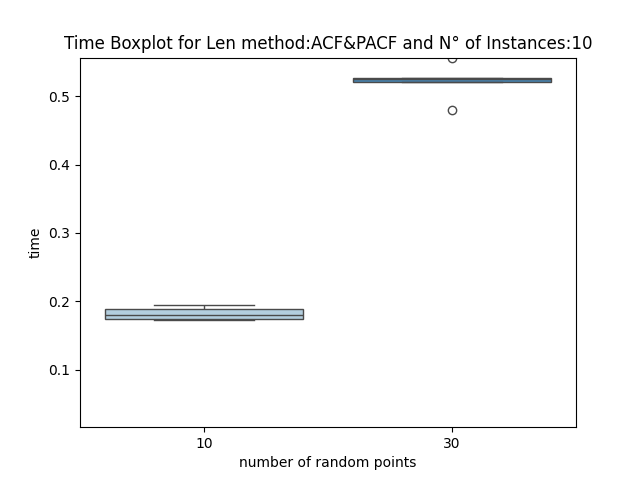 Time Boxplot for Len method:ACF&PACF and N° of Instances:10
0.5
0.4
0.3
0.2
0.1
time
10 30
number of random points